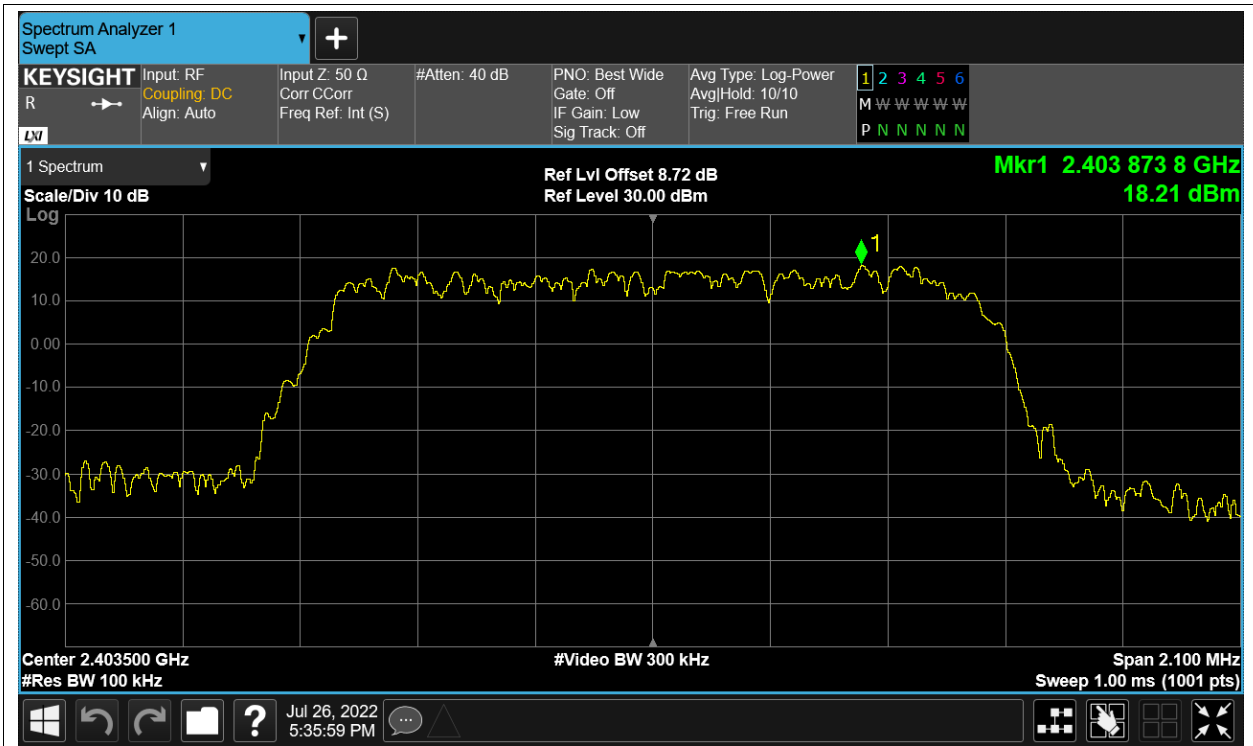 Spectrum Analyzer 1
Swept SA
KEYSIGHT
R
LXI
Input: RF
Coupling: DC
Align: Auto
Input Z: 50 Ω
Corr CCorr
Freq Ref: Int (S)
#Atten: 40 dB
PNO: Best Wide
Gate: Off
IF Gain: Low
Sig Track: Off
Avg Type: Log-Power
Avg|Hold: 10/10
Trig: Free Run
1 2 3 4 5 6
M W W W W W W
P N N N N N
1 Spectrum
Scale/Div 10 dB
Log
Ref Lvl Offset 8.72 dB
Ref Level 30.00 dBm
Mkr1 2.403 873 8 GHz
18.21 dBm
1
20.0
10.0
0.00
-10.0
-20.0
-30.0
-40.0
-50.0
-60.0
Center 2.403500 GHz
#Res BW 100 kHz
#Video BW 300 kHz
Span 2.100 MHz
Sweep 1.00 ms (1001 pts)
?
Jul 26, 2022
5:35:59 PM